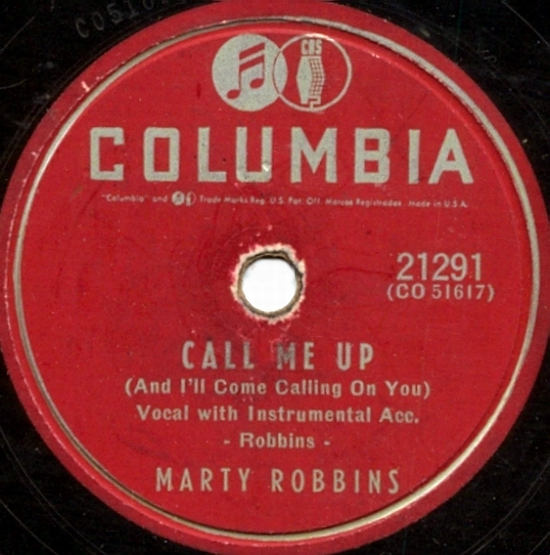 CBS
COLUMBIA
"Columbia" and Trade Marks Reg. U.S. Pat. Off. Marcas Registradas. Made in U.S.A.
21291
(CO 51617)
CALL ME UP
(And I'll Come Calling On You)
Vocal with Instrumental Acc.
- Robbins -
MARTY ROBBINS